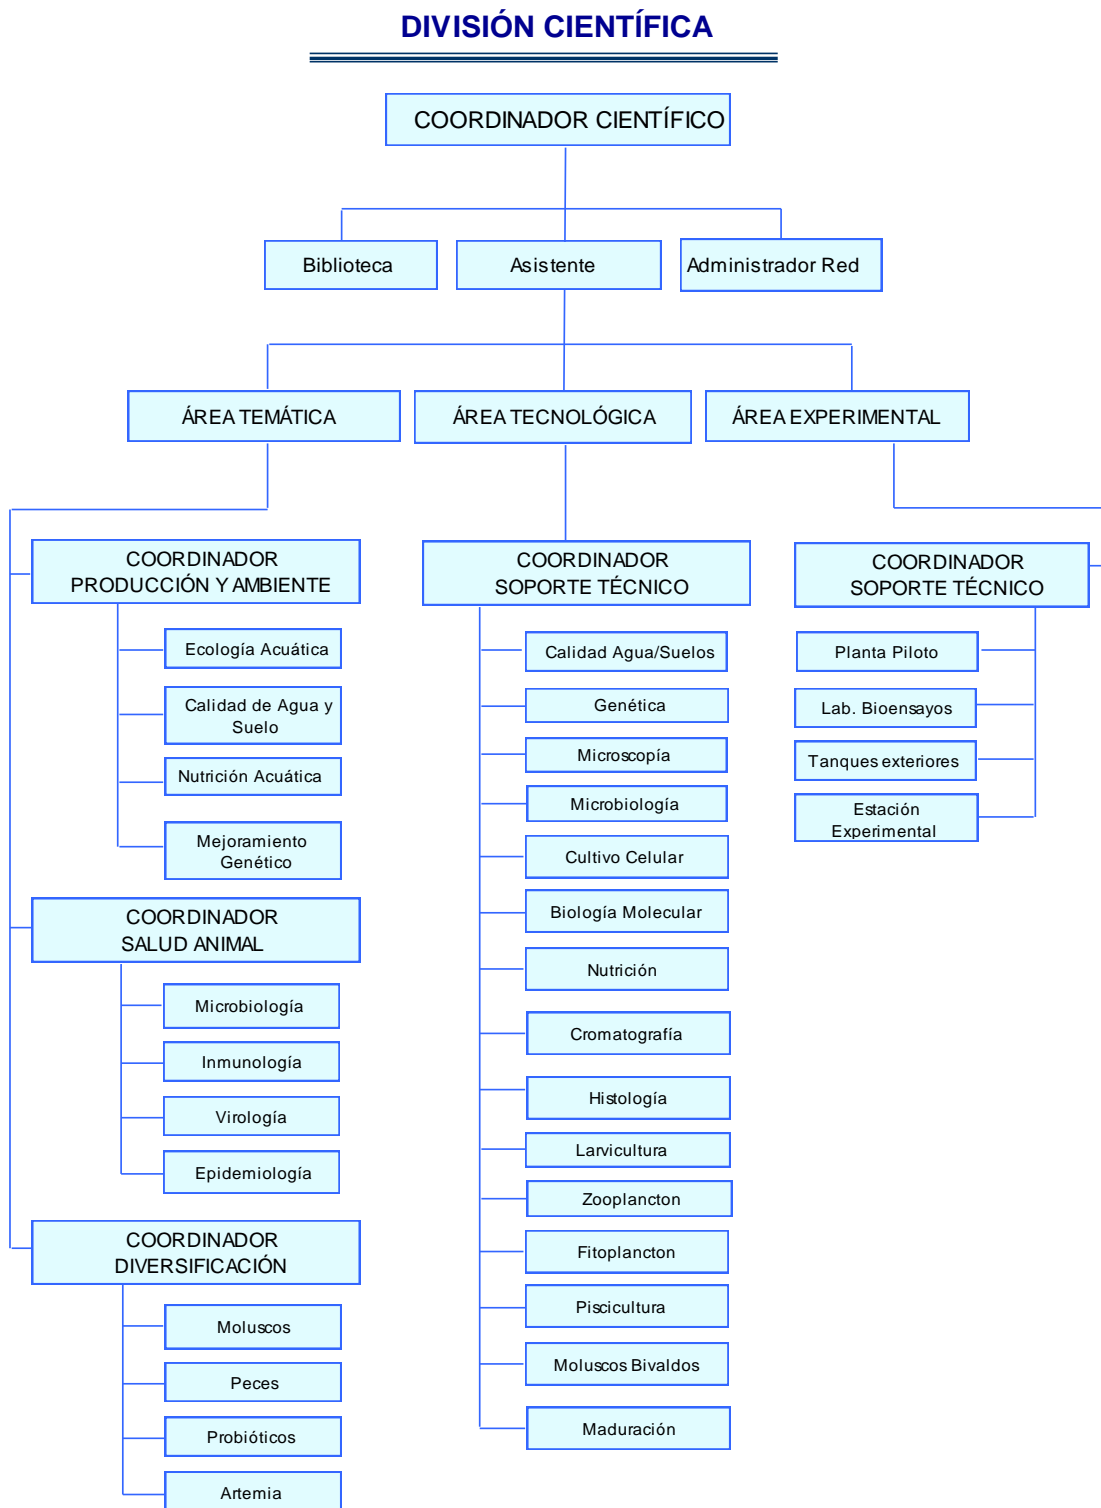 DIVISIÓN CIENTÍFICA
COORDINADOR CIENTÍFICO
Biblioteca
Asistente
Administrador Red
ÁREA TEMÁTICA
ÁREA TECNOLÓGICA
ÁREA EXPERIMENTAL
COORDINADOR
PRODUCCIÓN Y AMBIENTE
Ecología Acuática
Calidad de Agua y
Suelo
Nutrición Acuática
Mejoramiento
Genético
COORDINADOR
SALUD ANIMAL
Microbiología
Inmunología
Virología
Epidemiología
COORDINADOR
DIVERSIFICACIÓN
Moluscos
Peces
Probióticos
Artemia
COORDINADOR
SOPORTE TÉCNICO
Calidad Agua/Suelos
Genética
Microscopía
Microbiología
Cultivo Celular
Biología Molecular
Nutrición
Cromatografía
Histología
Larvicultura
Zooplancton
Fitoplancton
Piscicultura
Moluscos Bivaldos
Maduración
COORDINADOR
SOPORTE TÉCNICO
Planta Piloto
Lab. Bioensayos
Tanques exteriores
Estación
Experimental